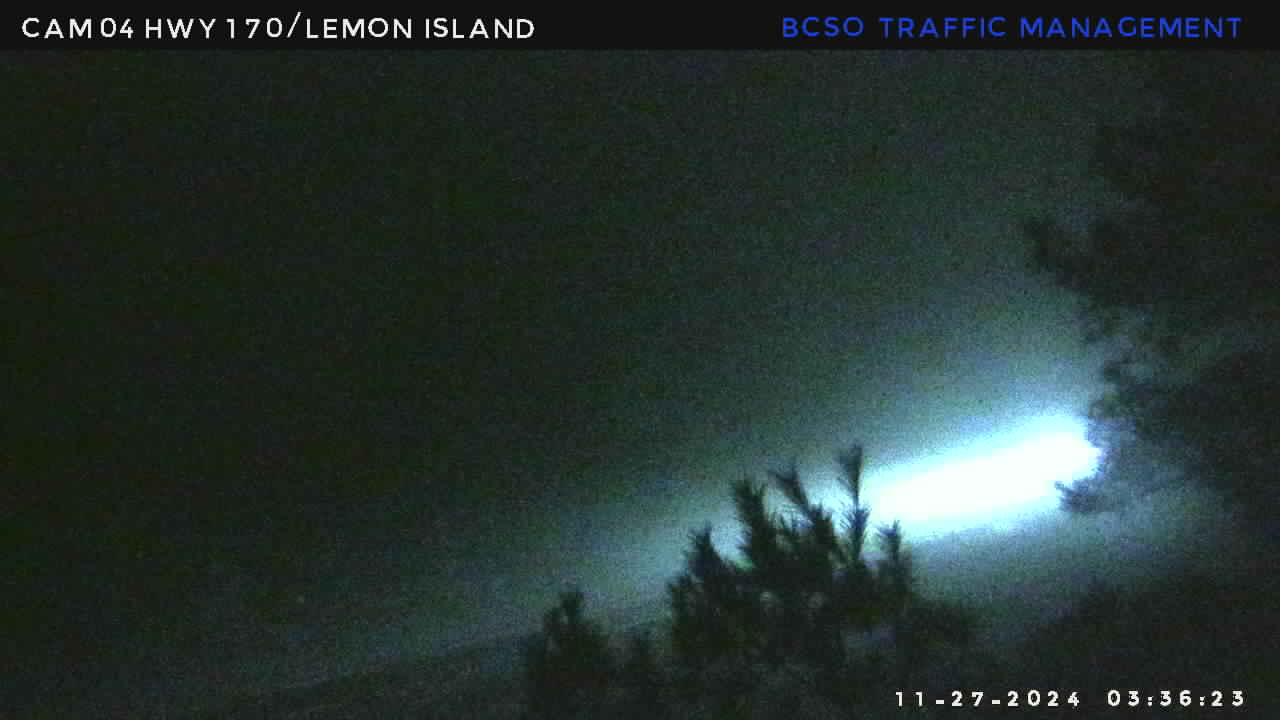 CAM04 HWY 170/LEMON ISLAND
BCSO TRAFFIC MANAGEMENT
11-27-2024 03:36:23